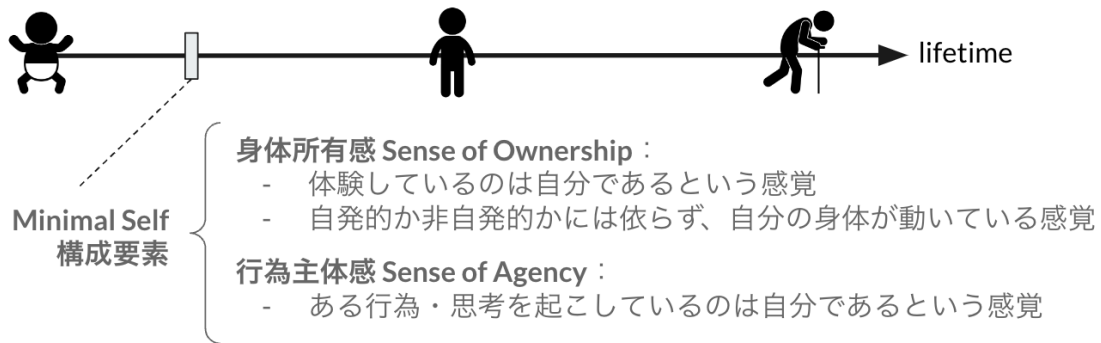 lifetime
身体所有感 Sense of Ownership：
- 体験しているのは自分であるという感覚
- 自発的か非自発的かには依らず、自分の身体が動いている感覚
Minimal Self
構成要素
行為主体感 Sense of Agency：
- ある行為・思考を起こしているのは自分であるという感覚